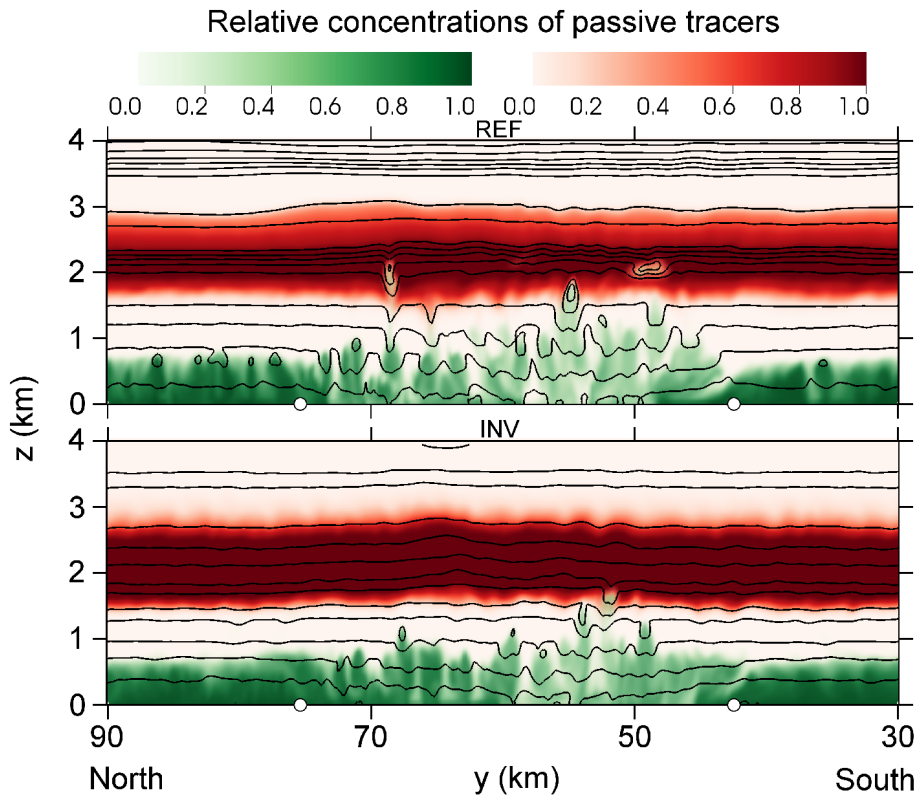 Relative concentrations of passive tracers
0.0 0.2 0.4 0.6 0.8 1.0 0.0 0.2 0.4 0.6 0.8 1.0
REF
4
3
2
1
0
z (km)
INV
4
3
2
1
0
90 70 50 30
North y (km) South